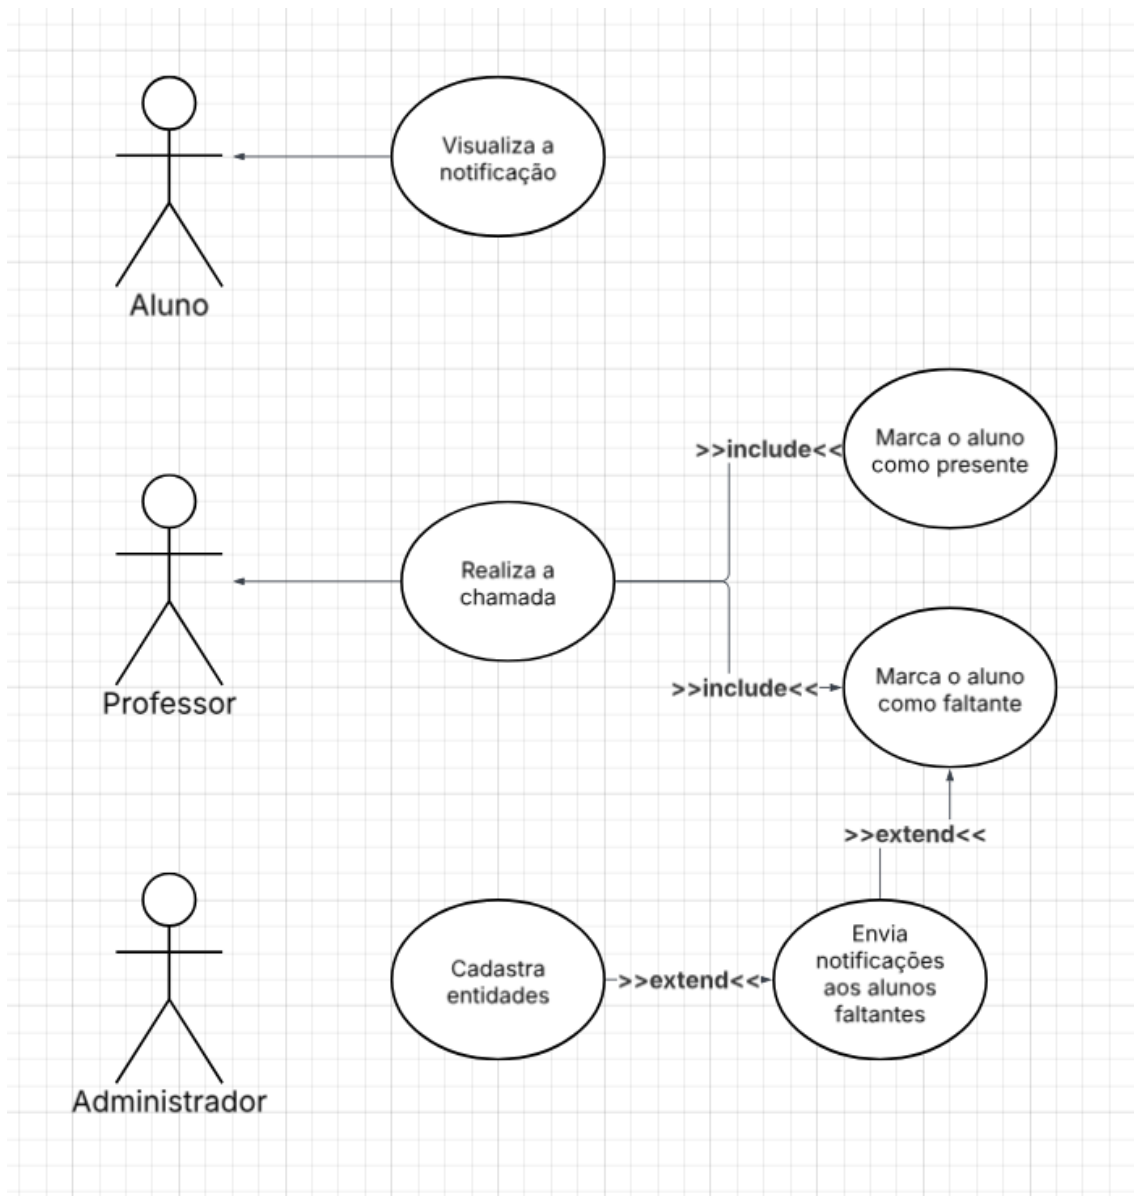 Visualiza a
notificação
Aluno
>>include<<
Marca o aluno
como presente
Realiza a
chamada
Professor
>>include<<
Marca o aluno
como faltante
>>extend<<
Cadastra
entidades
>>extend<<
Envia
notificações
aos alunos
faltantes
Administrador